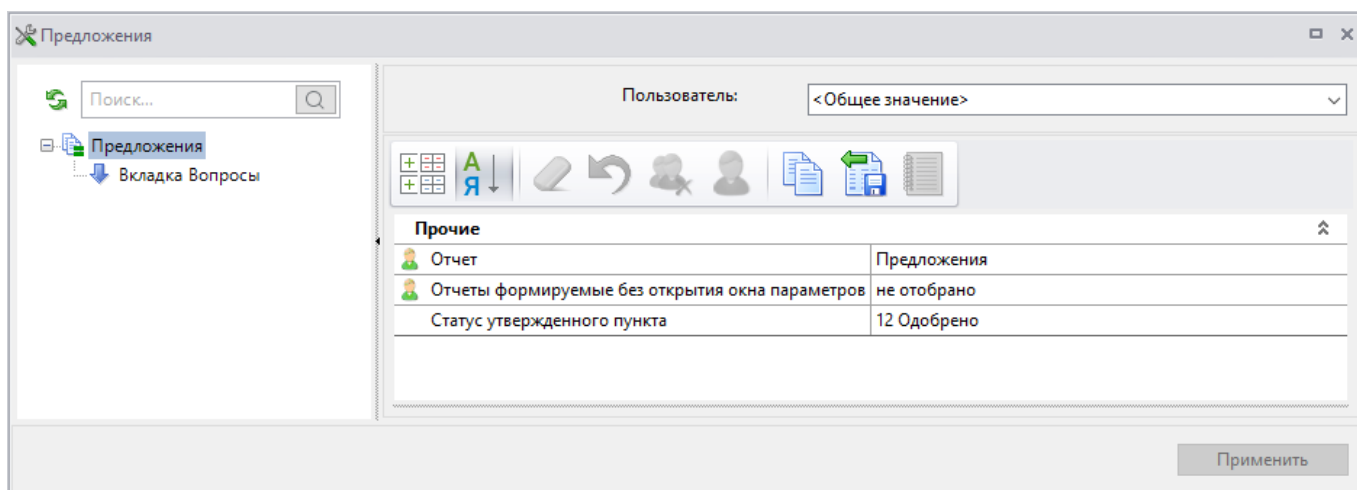 Предложения
Поиск...
Предложения
Вкладка Вопросы
Пользователь: <Общее значение>
А
Я
Прочие
Отчет Предложения
Отчеты формируемые без открытия окна параметров не отобрано
Статус утвержденного пункта 12 Одобрено
Применить